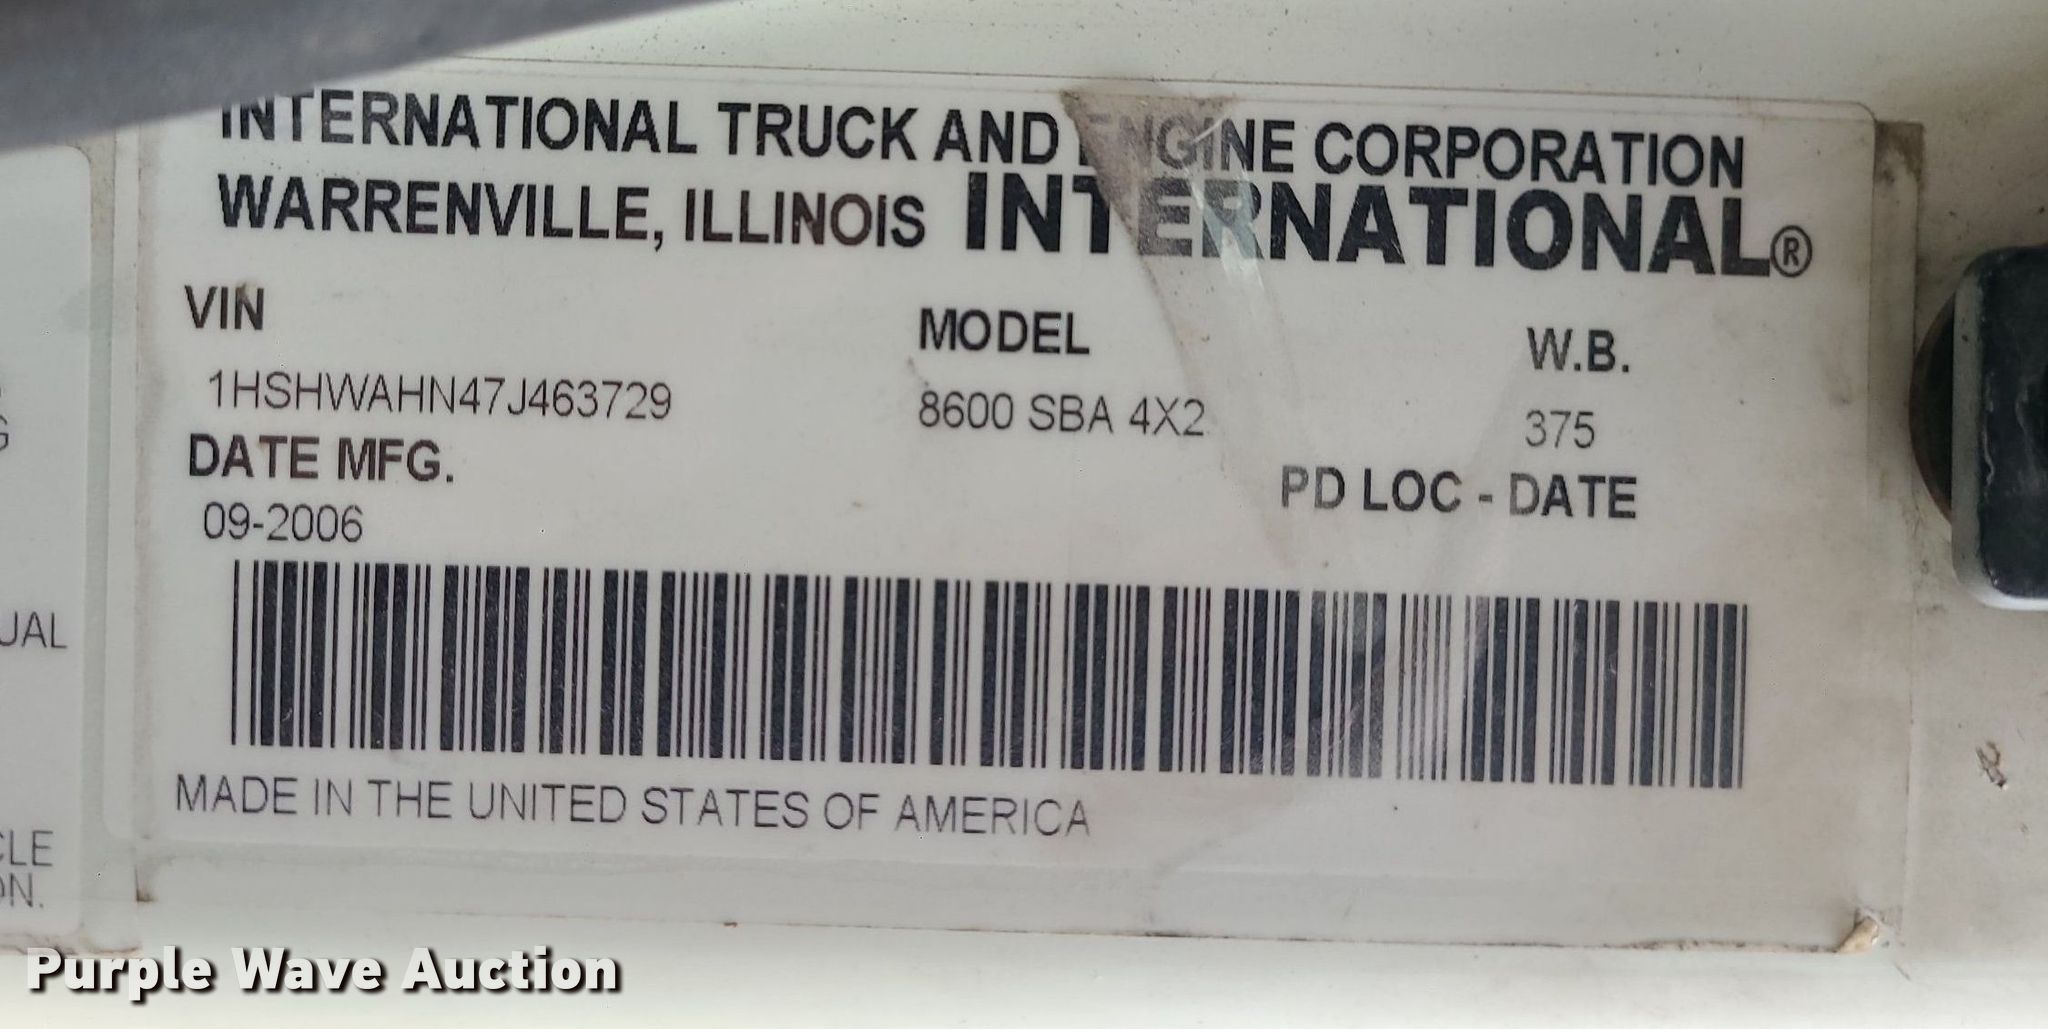 INTERNATIONAL TRUCK AND ENGINE CORPORATION
WARRENVILLE, ILLINOIS INTERNATIONAL®
VIN MODEL W.B.
1HSHWAHN47J463729 8600 SBA 4X2 375
DATE MFG. PD LOC - DATE
09-2006
MADE IN THE UNITED STATES OF AMERICA
Purple Wave Auction